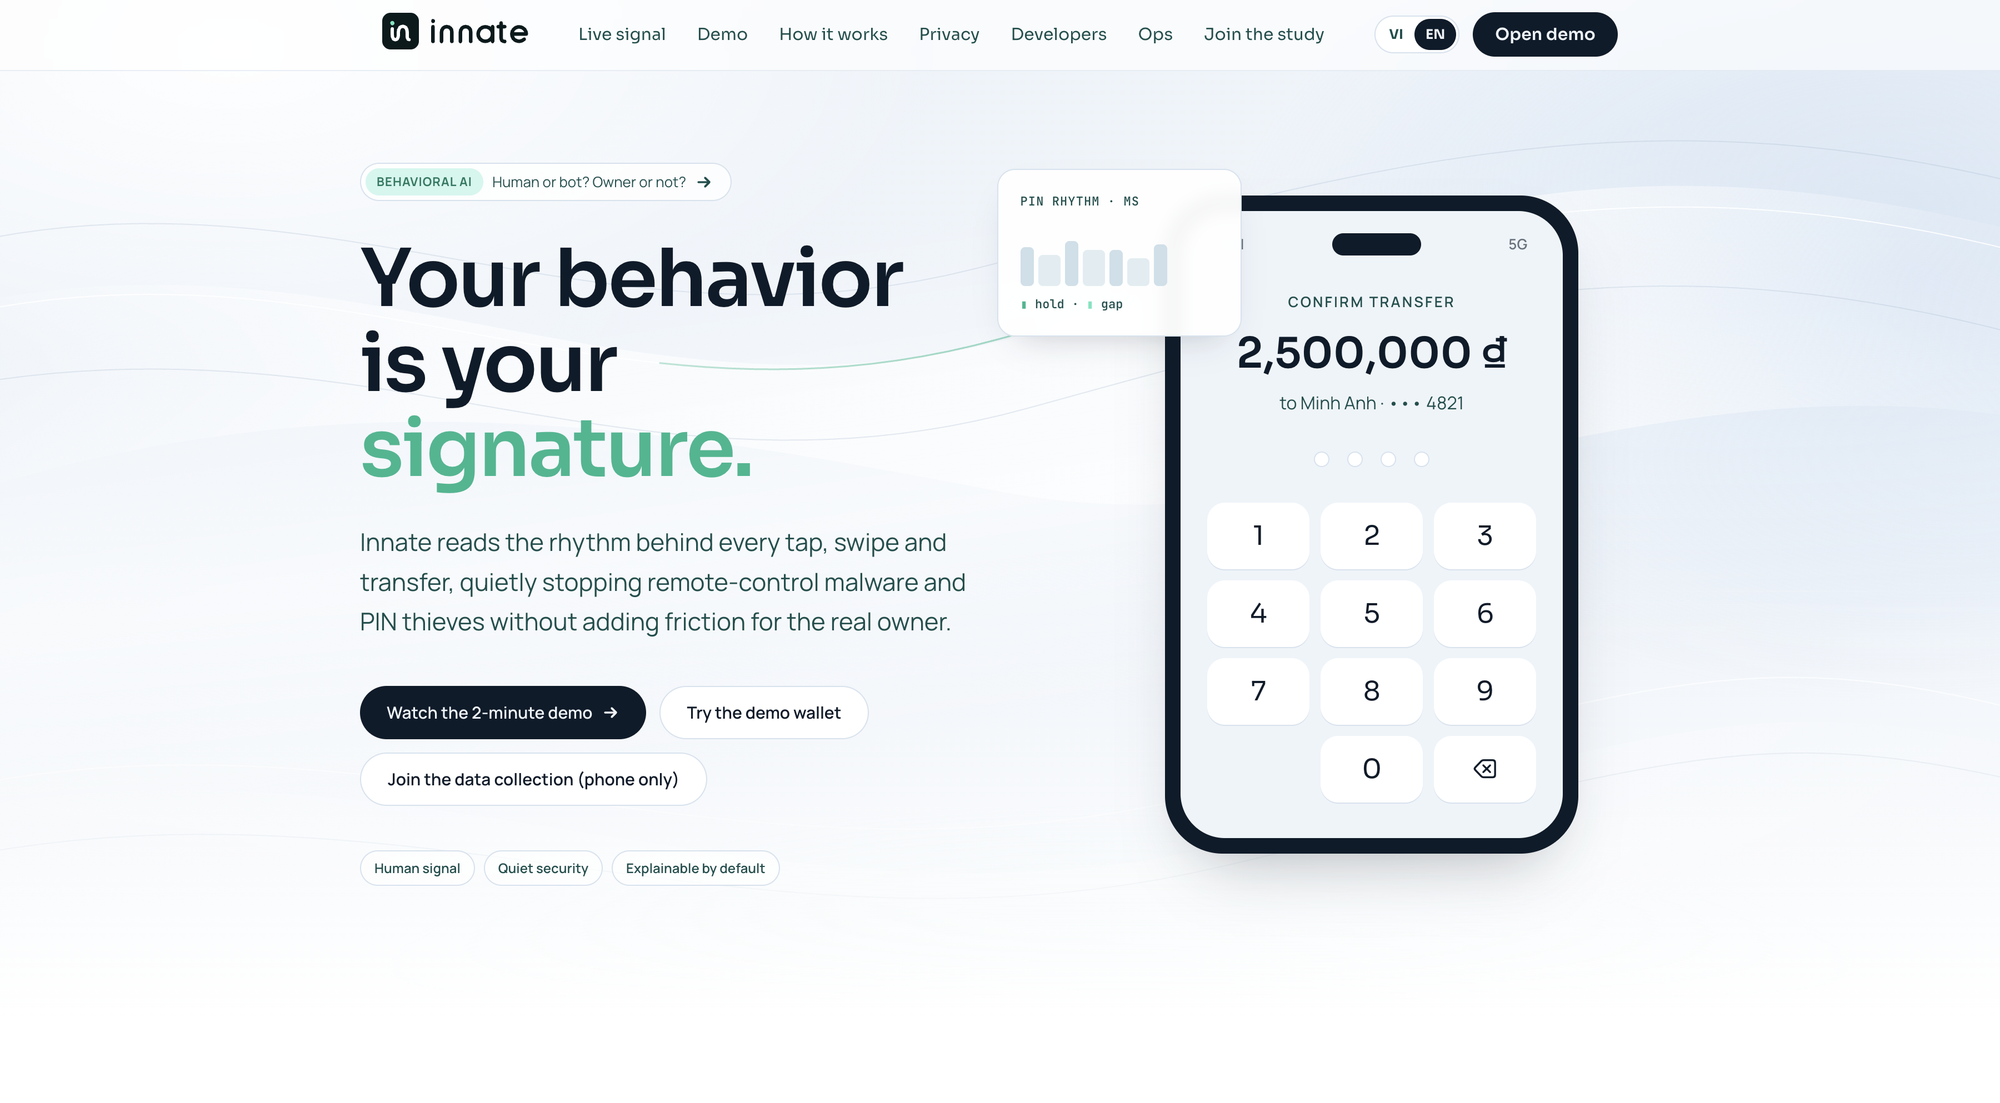 innate
Live signal
Demo
How it works
Privacy
Developers
Ops
Join the study
VI
EN
Open demo
BEHAVIORAL AI Human or bot? Owner or not? →
Your behavior
is your
signature.
Innate reads the rhythm behind every tap, swipe and
transfer, quietly stopping remote-control malware and
PIN thieves without adding friction for the real owner.
Watch the 2-minute demo →
Try the demo wallet
Join the data collection (phone only)
Human signal
Quiet security
Explainable by default
PIN RHYTHM · MS
hold · gap
5G
CONFIRM TRANSFER
2,500,000 ₫
to Minh Anh · • • • 4821
1 2 3
4 5 6
7 8 9
0